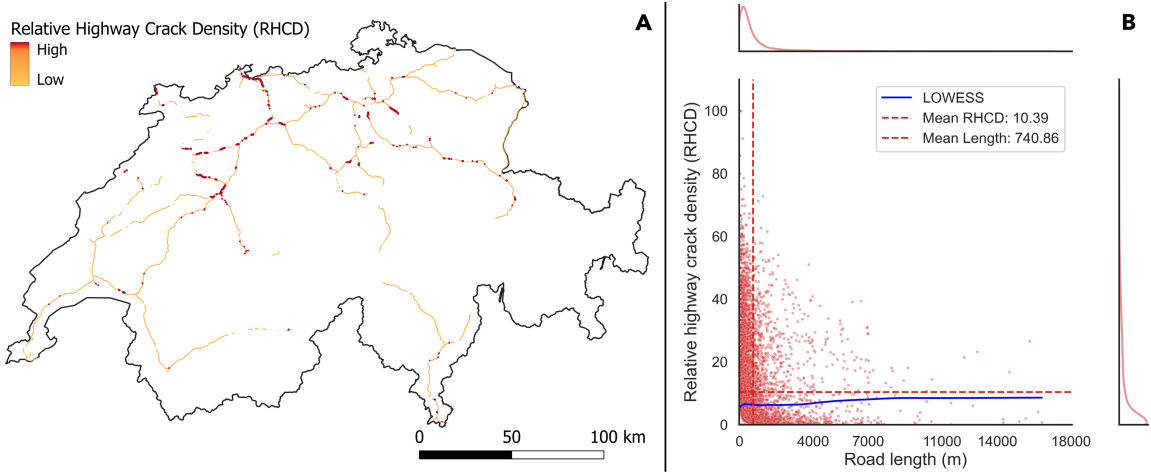 Relative Highway Crack Density (RHCD)
High
Low
A
0 50 100 km
B
Relative highway crack density (RHCD)
100
80
60
40
20
0
LOWESS
Mean RHCD: 10.39
Mean Length: 740.86
0 4000 7000 11000 14000 18000
Road length (m)